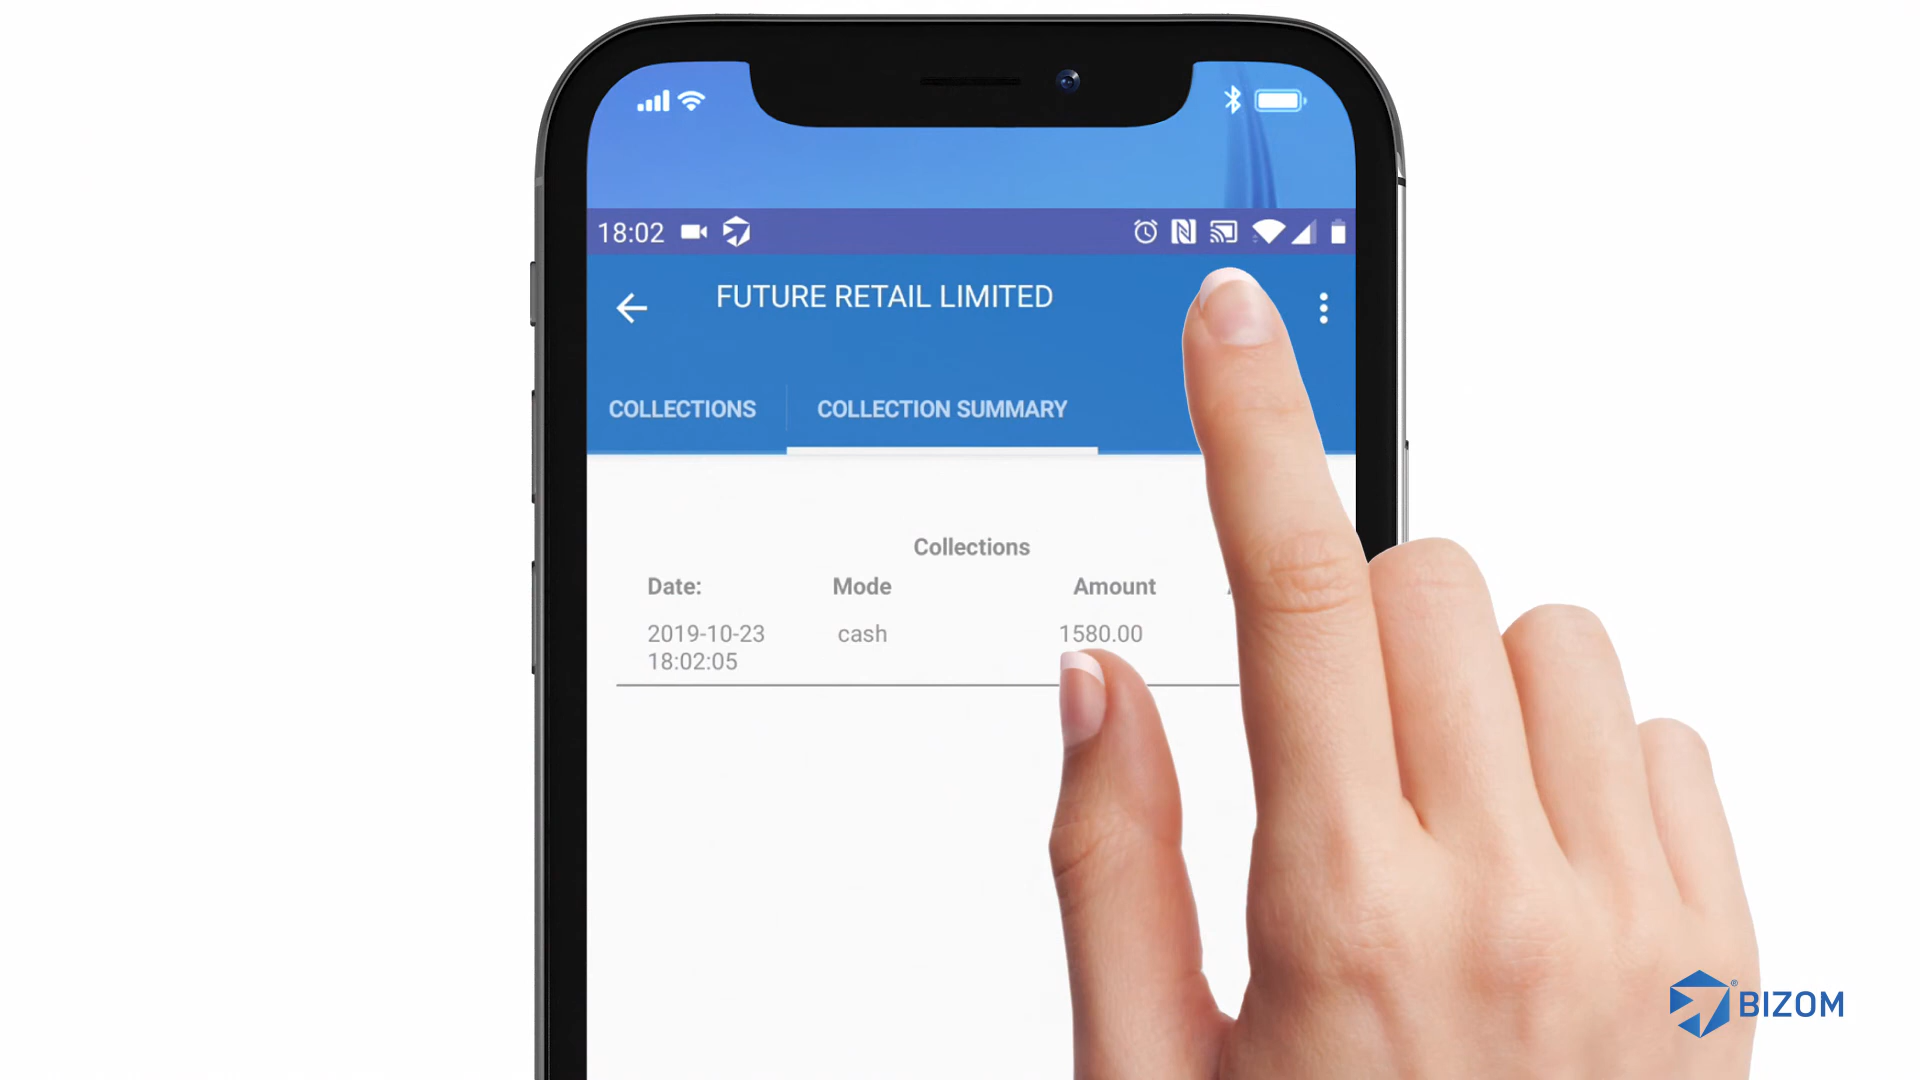 18:02
FUTURE RETAIL LIMITED
COLLECTIONS COLLECTION SUMMARY
Collections
Date: Mode Amount
2019-10-23 cash 1580.00
18:02:05
BIZOM